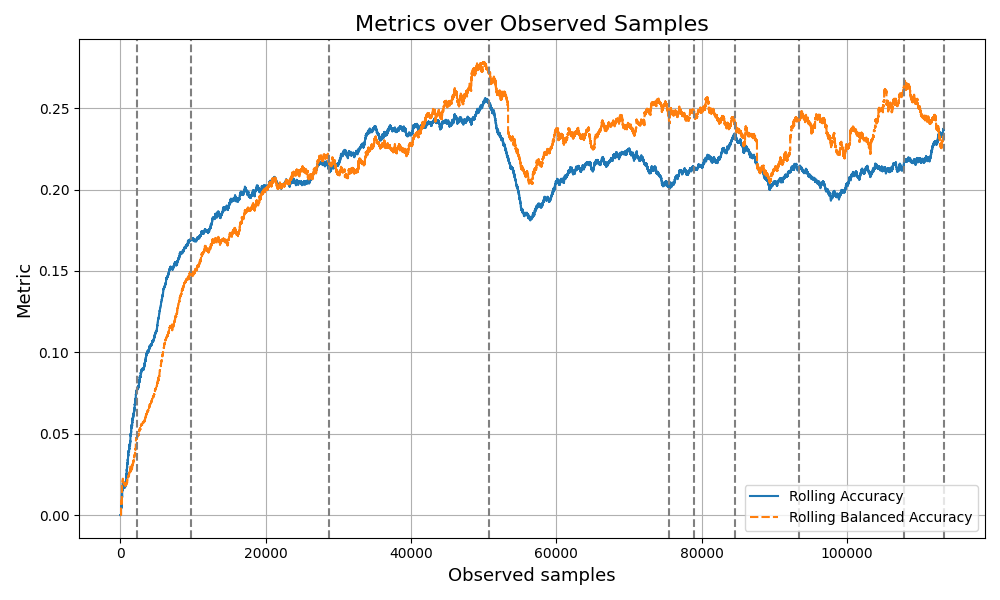 Metrics over Observed Samples
Metric
0.25
0.20
0.15
0.10
0.05
0.00
0
20000
40000
60000
80000
100000
Observed samples
Rolling Accuracy
Rolling Balanced Accuracy